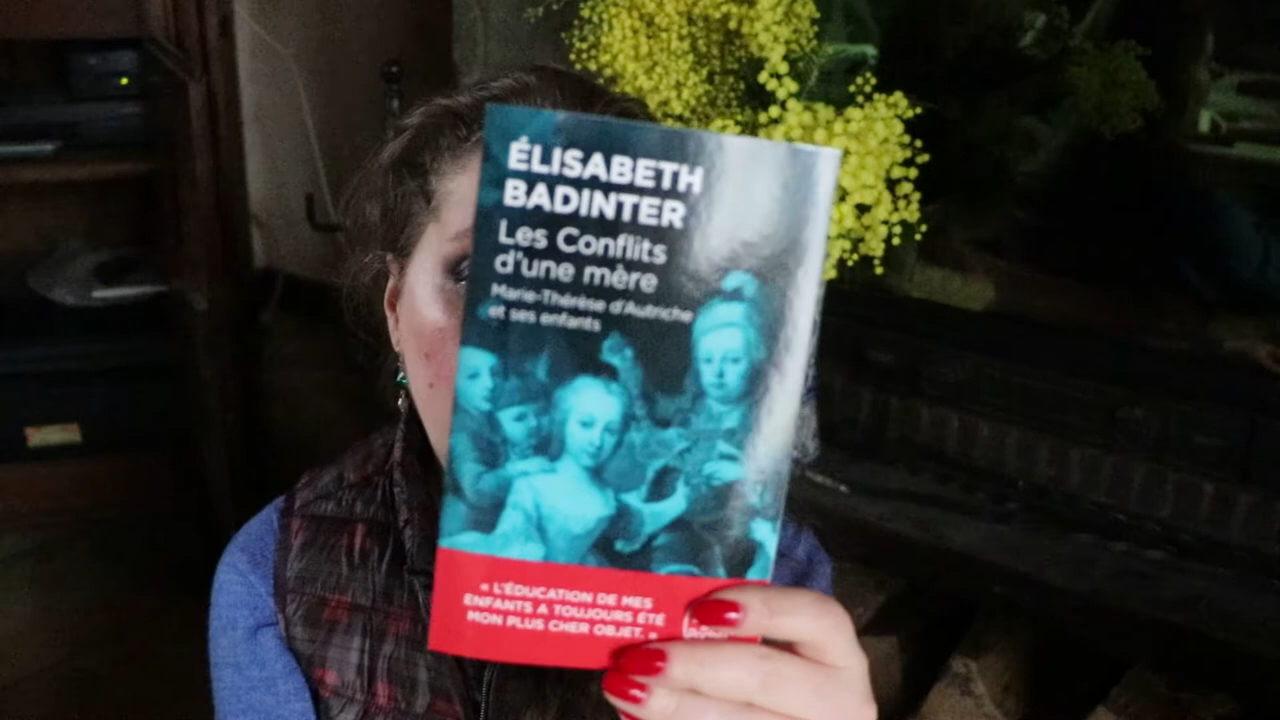 ÉLISABETH
BADINTER
Les Conflits
d'une mère
Marie-Thérèse d'Autriche
et ses enfants
« L'ÉDUCATION DE MES
ENFANTS A TOUJOURS ÉTÉ
MON PLUS CHER OBJET. »